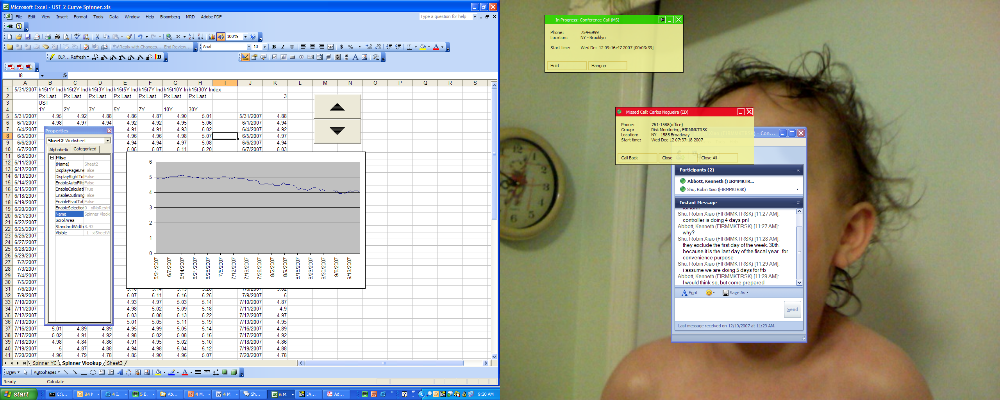 Microsoft Excel - UST 2 Curve Spinner.xls
File Edit View Insert Format Tools Data Window Help Bloomberg MRD Adobe PDF
Type a question for help
100%
Reply with Changes... End Review...
Arial 10
BLP... Refresh
I8 fx
A B C D E F G H I J K L M N O P Q R S
1 5/31/2007 h15t1Y Ind h15t2Y Ind h15t3Y Ind h15t5Y Ind h15t7Y Ind h15t10Y In h15t30Y Index
2 Px Last Px Last Px Last Px Last Px Last Px Last Px Last 3
3 UST
4 1Y 2Y 3Y 5Y 7Y 10Y 30Y
5 5/31/2007 4.95 4.92 4.88 4.86 4.87 4.90 5.01 5/31/2007 4.88
6 6/1/2007 4.98 4.97 4.94 4.92 4.92 4.95 5.06 6/1/2007 4.94
7 6/4/2007 4.91 4.91 4.93 5.02 6/4/2007 4.92
8 6/5/2007 4.96 4.96 4.98 5.07 6/5/2007 4.97
9 6/6/2007 4.94 4.94 4.97 5.08 6/6/2007 4.94
10 6/7/2007 5.05 5.07 5.11 5.20 6/7/2007 5.03
11 6/8/2007
12 6/11/2007
13 6/12/2007
14 6/13/2007
15 6/14/2007
16 6/15/2007
17 6/18/2007
18 6/19/2007
19 6/20/2007
20 6/21/2007
21 6/22/2007
22 6/25/2007
23 6/26/2007
24 6/27/2007
25 6/28/2007
26 6/29/2007
27 7/2/2007
28 7/3/2007
29 7/4/2007
30 7/5/2007
31 7/6/2007 5.10 5.14 5.19 5.28 7/6/2007 5.02
32 7/9/2007 5.07 5.11 5.16 5.25 7/9/2007 5
33 7/10/2007 4.93 4.97 5.03 5.14 7/10/2007 4.87
34 7/11/2007 4.98 5.02 5.09 5.18 7/11/2007 4.9
35 7/12/2007 5.03 5.08 5.13 5.22 7/12/2007 4.97
36 7/13/2007 5.01 5.05 5.11 5.19 7/13/2007 4.95
37 7/16/2007 5.01 4.89 4.89 4.95 4.99 5.05 5.14 7/16/2007 4.89
38 7/17/2007 5.02 4.91 4.92 4.98 5.02 5.08 5.16 7/17/2007 4.92
39 7/18/2007 4.98 4.84 4.86 4.91 4.95 5.02 5.10 7/18/2007 4.86
40 7/19/2007 5 4.87 4.88 4.94 4.98 5.04 5.12 7/19/2007 4.88
41 7/20/2007 4.96 4.79 4.78 4.85 4.90 4.96 5.07 7/20/2007 4.78
Properties
Sheet2 Worksheet
Alphabetic Categorized
Misc
(Name) Sheet2
DisplayPageBre False
DisplayRightTo False
EnableAutoFilte False
EnableCalculati True
EnableOutlining False
EnablePivotTab False
EnableSelection 0 - xlNoRestri
Name Spinner Vlook
ScrollArea
StandardWidth 8.43
Visible -1 - xlSheetVi
6
5
4
3
2
1
0
5/31/2007 6/7/2007 6/14/2007 6/21/2007 6/28/2007 7/5/2007 7/12/2007 7/19/2007 7/26/2007 8/2/2007 8/9/2007 8/16/2007 8/23/2007 8/30/2007 9/6/2007 9/13/2007
Spinner YC Spinner Vlookup Sheet3
Draw AutoShapes
Ready Calculate
start C:\... 24 M 4 I.. 5 B. Ab... 4 M. 4 M. Sh... 6 M. JA... Ad... 9:20 AM
In Progress: Conference Call (MS)
Phone: 754-6999
Location: NY - Brooklyn
Start time: Wed Dec 12 09:16:47 2007 [00:03:39]
Hold Hangup
Missed Call: Carlos Nogueira (ED)
Phone: 761-1588(office)
Group: Risk Monitoring, FIRMMKTRSK
Location: NY - 1585 Broadway
Start time: Wed Dec 12 07:37:18 2007
Call Back Close Close All
- Con...
Participants (2)
Abbott, Kenneth (FIRMMKTR...
Shu, Robin Xiao (FIRMMKTRSK)
Instant Message
Shu, Robin Xiao (FIRMMKTRSK) [11:27 AM]:
controller is doing 4 days pnl
Abbott, Kenneth (FIRMMKTRSK) [11:27 AM]:
why?
Shu, Robin Xiao (FIRMMKTRSK) [11:28 AM]:
they exclude the first day of the week, 30th,
because it is the last day of the fiscal year. for
convenience purpose
Shu, Robin Xiao (FIRMMKTRSK) [11:29 AM]:
i assume we are doing 5 days for frb
Abbott, Kenneth (FIRMMKTRSK) [11:29 AM]:
I would think so, but come prepared
Font Save As
Send
Last message received on 12/10/2007 at 11:29 AM.